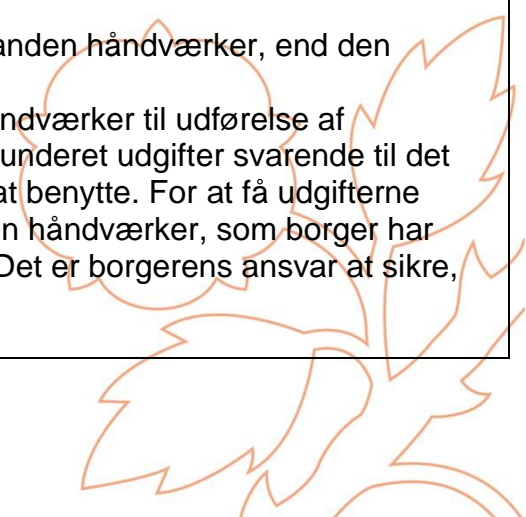 anden håndværker, end den
ndværker til udførelse af
underet udgifter svarende til det
at benytte. For at få udgifterne
n håndværker, som borger har
Det er borgerens ansvar at sikre,